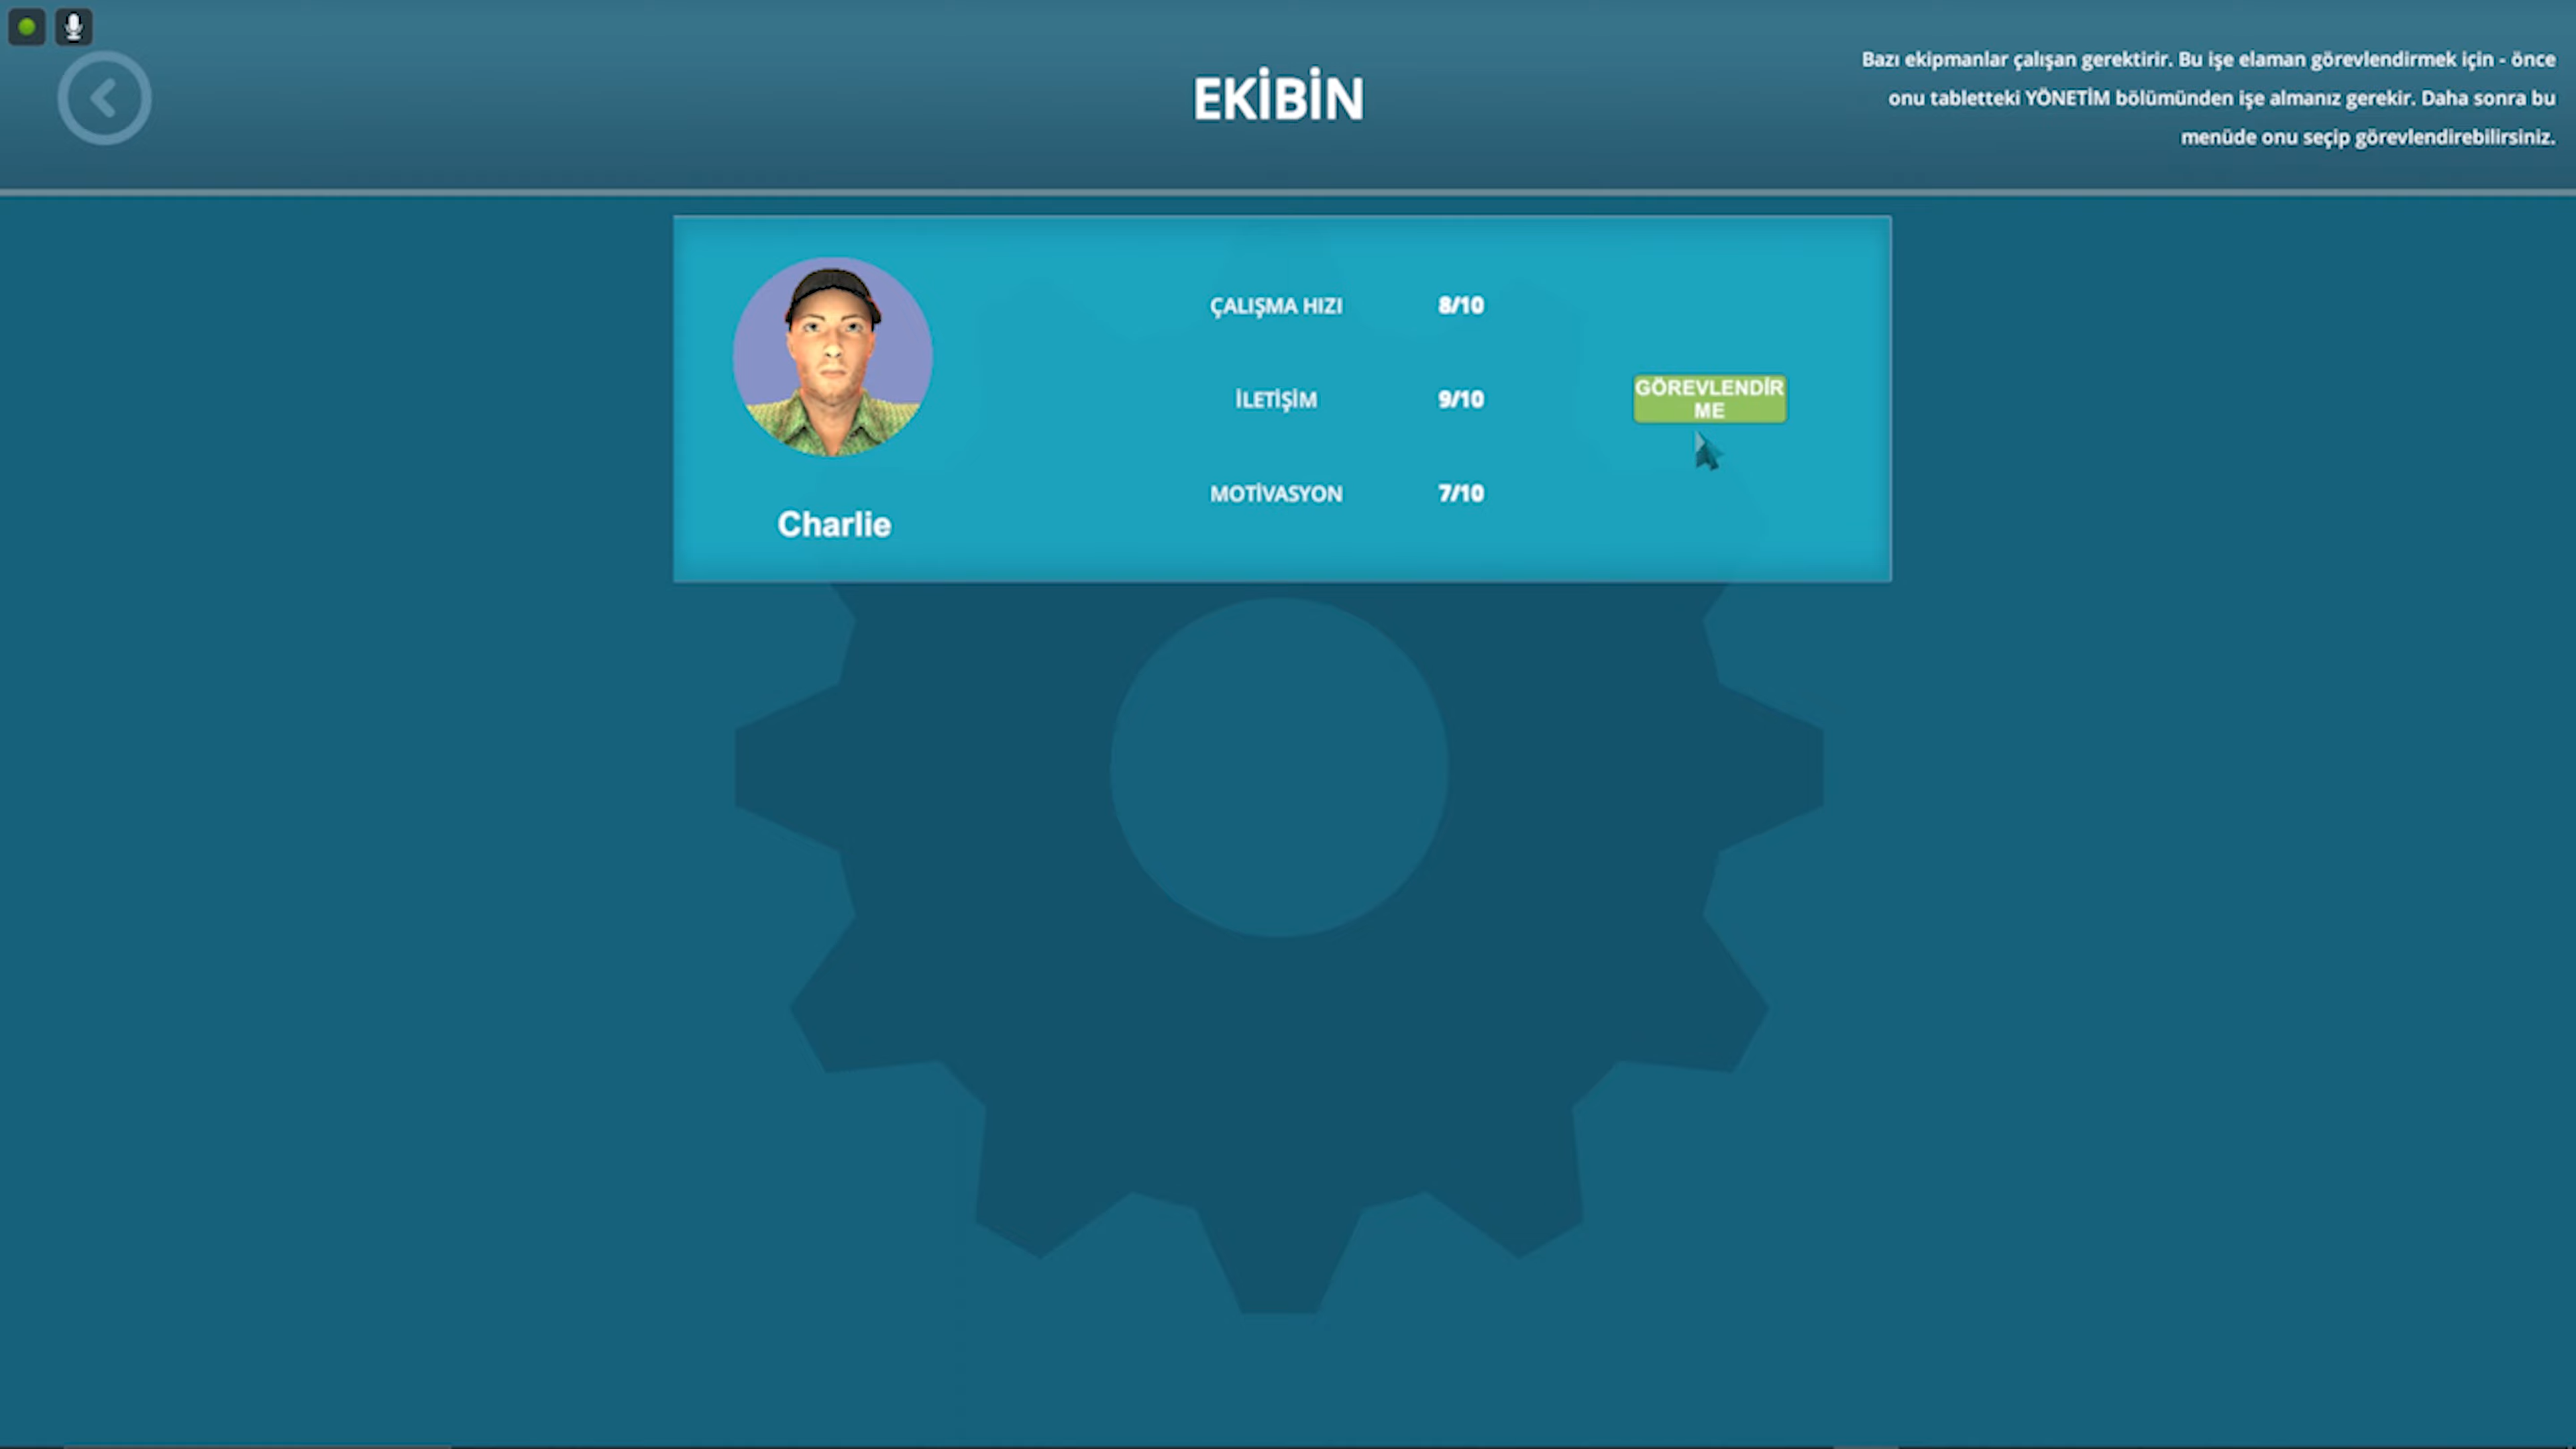 EKİBİN
Bazı ekipmanlar çalışan gerektirir. Bu işe elaman görevlendirmek için - önce
onu tabletteki YÖNETİM bölümünden işe almanız gerekir. Daha sonra bu
menüde onu seçip görevlendirebilirsiniz.
ÇALIŞMA HIZI 8/10
İLETİŞİM 9/10
GÖREVLENDİR
ME
MOTİVASYON 7/10
Charlie